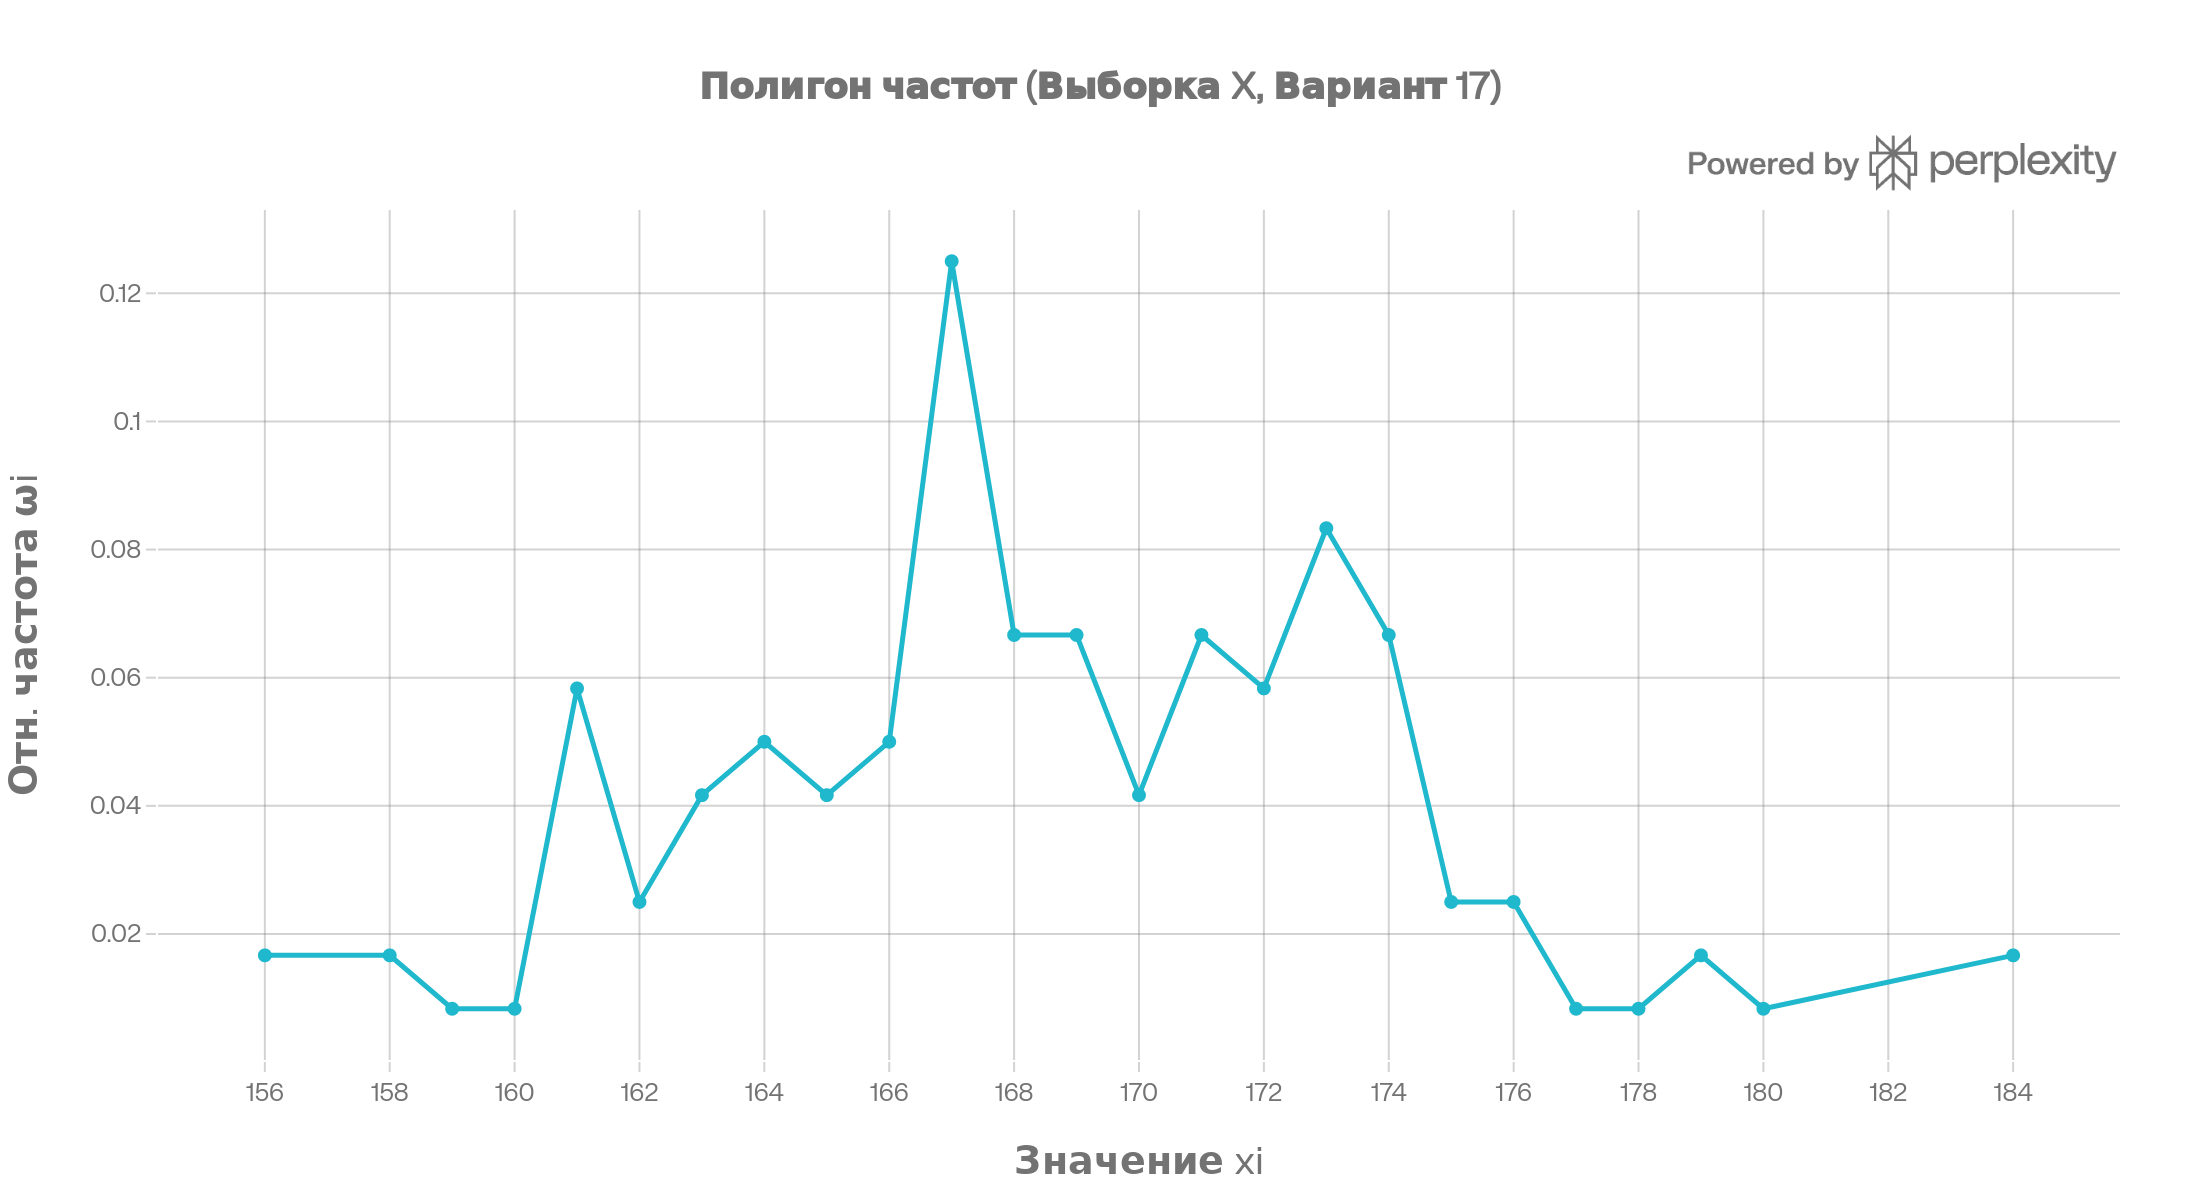 Полигон частот (Выборка X, Вариант 17)
Powered by perplexity
0.12
0.1
0.08
0.06
0.04
0.02
Отн. частота ωi
156 158 160 162 164 166 168 170 172 174 176 178 180 182 184
Значение xi